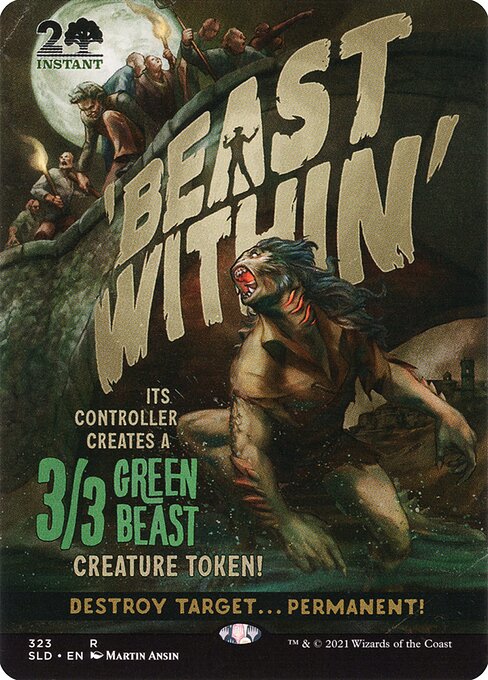 2
INSTANT
'BEAST
WITHIN'
ITS
CONTROLLER
CREATES A
3/3 GREEN
BEAST
CREATURE TOKEN!
DESTROY TARGET... PERMANENT!
323 R
SLD • EN MARTIN ANSIN
™ & © 2021 Wizards of the Coast